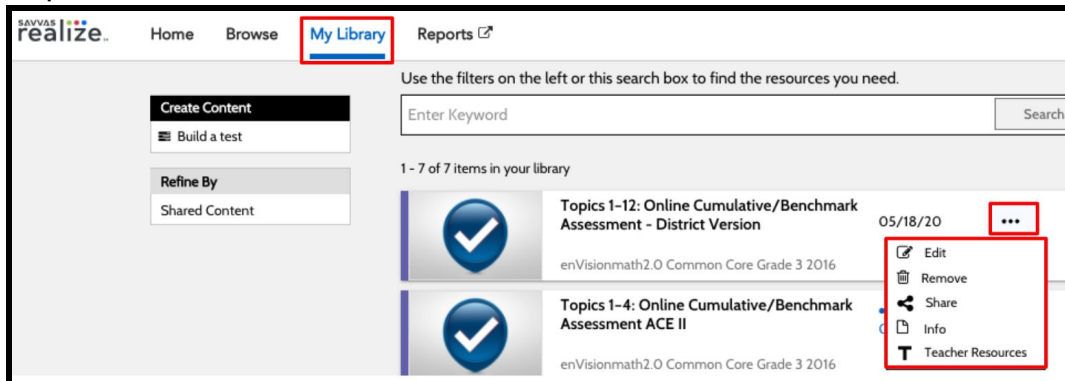 savvas
realize™
Home Browse My Library Reports
Use the filters on the left or this search box to find the resources you need.
Create Content
Build a test
Enter Keyword
Search
1 - 7 of 7 items in your library
Refine By
Shared Content
Topics 1-12: Online Cumulative/Benchmark
Assessment - District Version
05/18/20
•••
enVisionmath2.0 Common Core Grade 3 2016
Edit
Remove
Share
Info
Teacher Resources
Topics 1-4: Online Cumulative/Benchmark
Assessment ACE II
enVisionmath2.0 Common Core Grade 3 2016